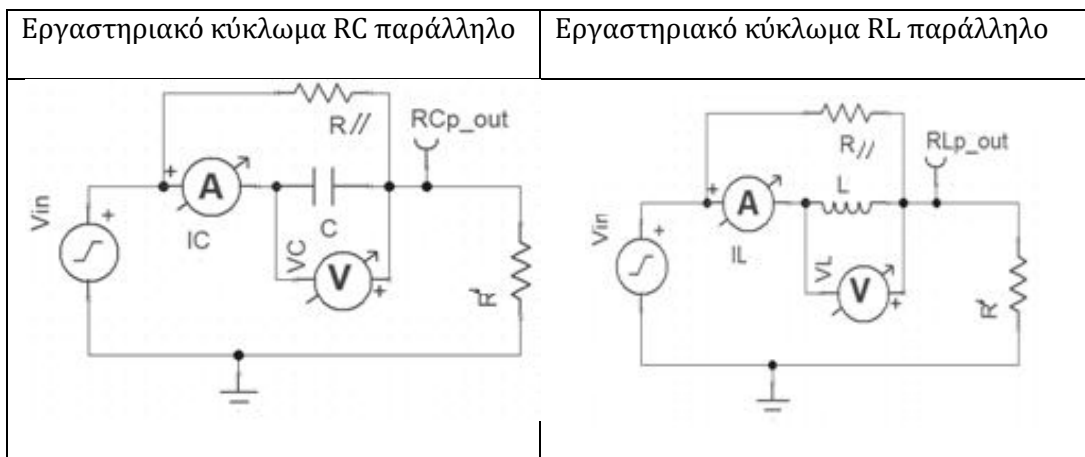 Εργαστηριακό κύκλωμα RC παράλληλο
Εργαστηριακό κύκλωμα RL παράλληλο
R//
RCp_out
+
A
IC
C
VC
V
+
Vin
+
R
R//
RLp_out
L
+
A
IL
VL
V
+
Vin
+
R